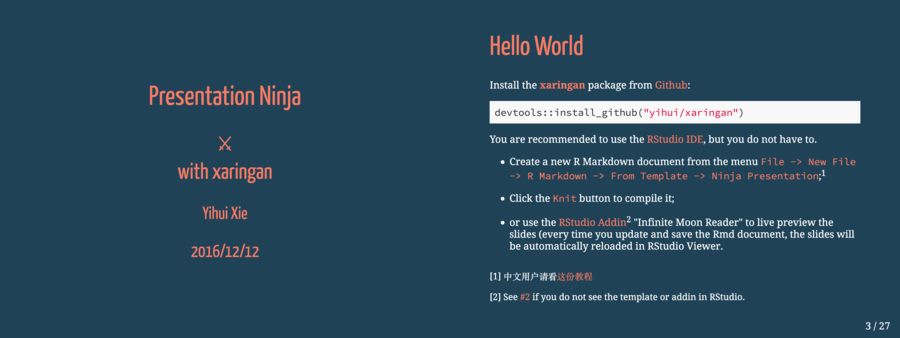 Presentation Ninja
⚔
with xaringan
Yihui Xie
2016/12/12
Hello World
Install the xaringan package from Github:
devtools::install_github("yihui/xaringan")
You are recommended to use the RStudio IDE, but you do not have to.
• Create a new R Markdown document from the menu File -> New File
-> R Markdown -> From Template -> Ninja Presentation;1
• Click the Knit button to compile it;
• or use the RStudio Addin2 "Infinite Moon Reader" to live preview the
slides (every time you update and save the Rmd document, the slides will
be automatically reloaded in RStudio Viewer.
[1] 中文用户请看这份教程
[2] See #2 if you do not see the template or addin in RStudio.
3 / 27